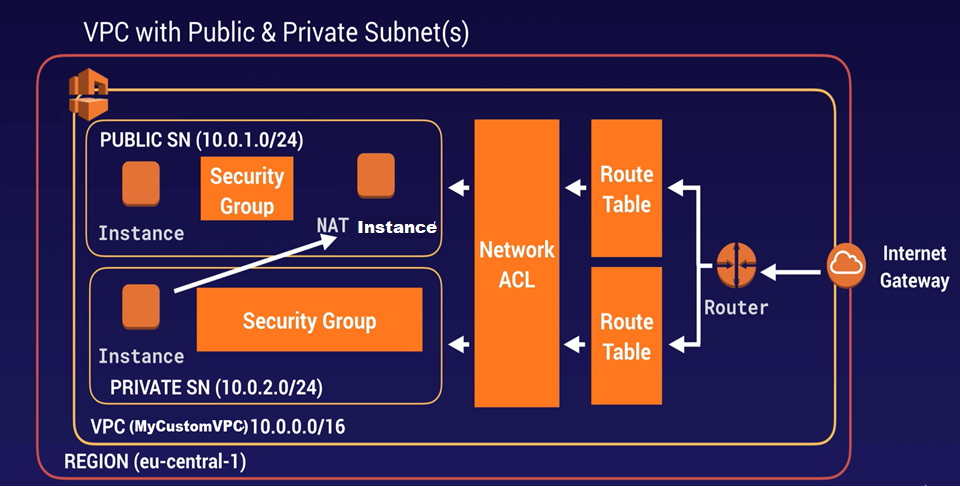 VPC with Public & Private Subnet(s)
PUBLIC SN (10.0.1.0/24)
Instance
Security
Group
NAT Instance
Instance
Security Group
PRIVATE SN (10.0.2.0/24)
Network
ACL
Route
Table
Route
Table
Router
Internet
Gateway
VPC (MyCustomVPC) 10.0.0.0/16
REGION (eu-central-1)